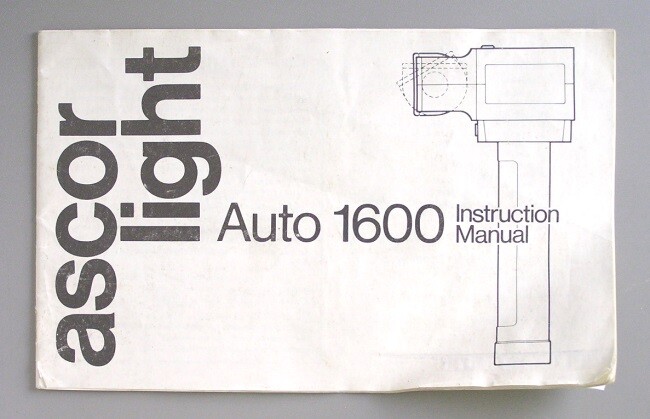 ascor
light
Auto 1600
Instruction
Manual